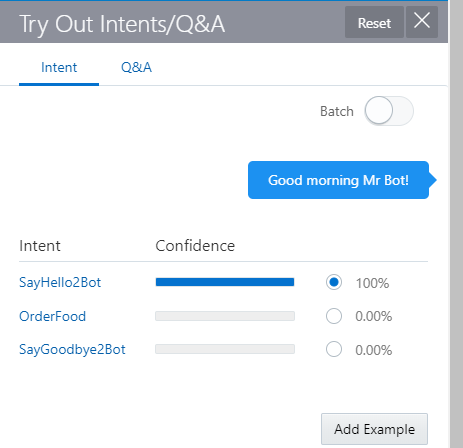 Try Out Intents/Q&A
Reset
Intent Q&A
Batch
Good morning Mr Bot!
Intent Confidence
SayHello2Bot 100%
OrderFood 0.00%
SayGoodbye2Bot 0.00%
Add Example